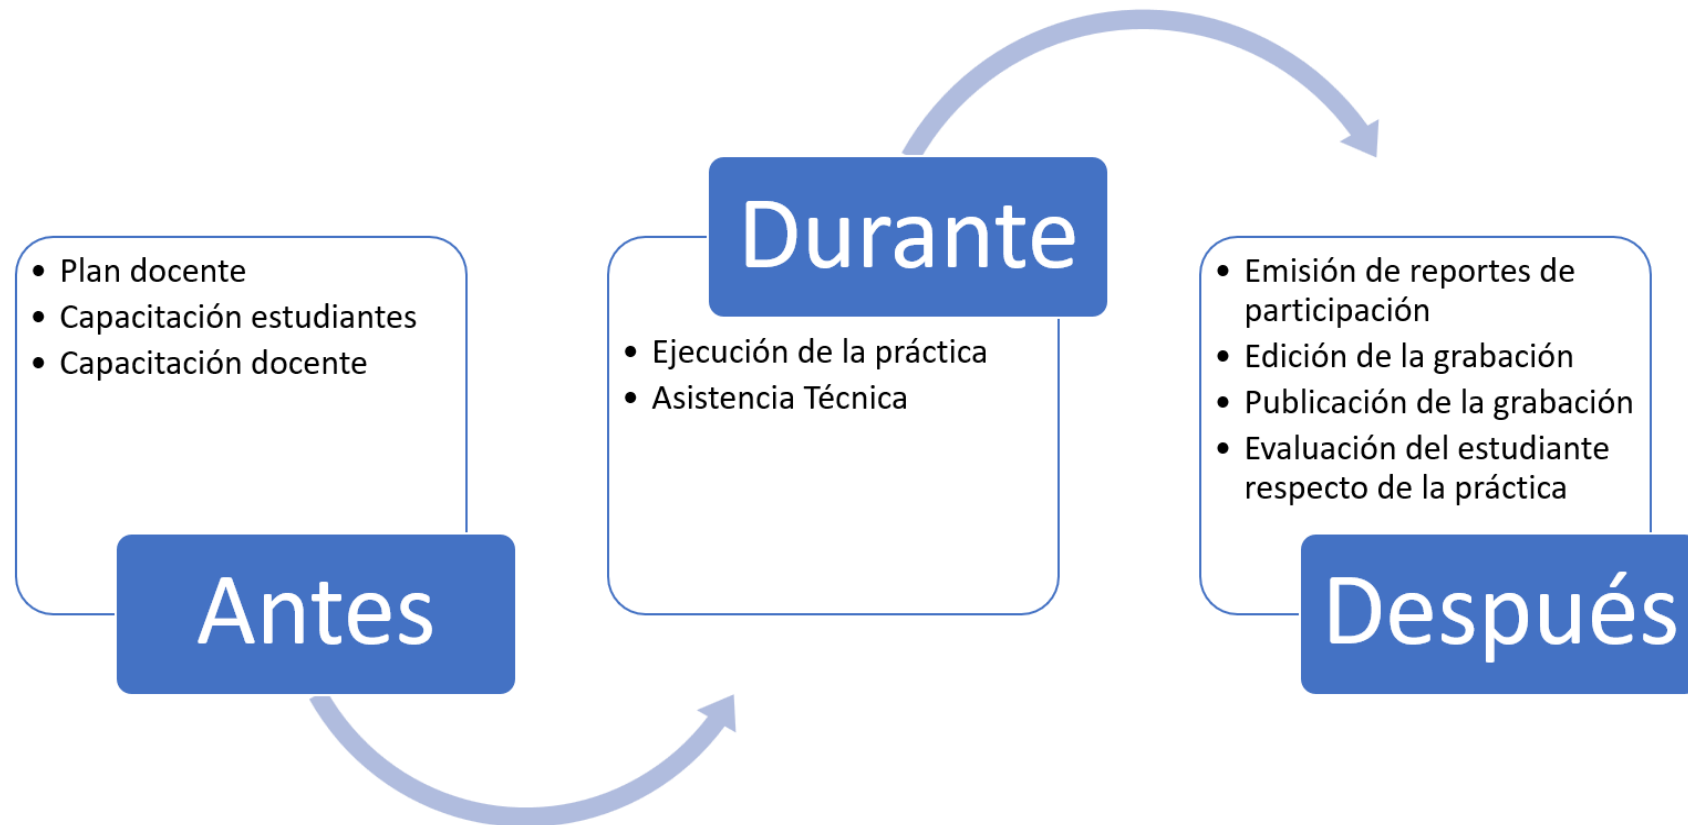 • Plan docente
• Capacitación estudiantes
• Capacitación docente
Antes
Durante
• Ejecución de la práctica
• Asistencia Técnica
• Emisión de reportes de
participación
• Edición de la grabación
• Publicación de la grabación
• Evaluación del estudiante
respecto de la práctica
Después